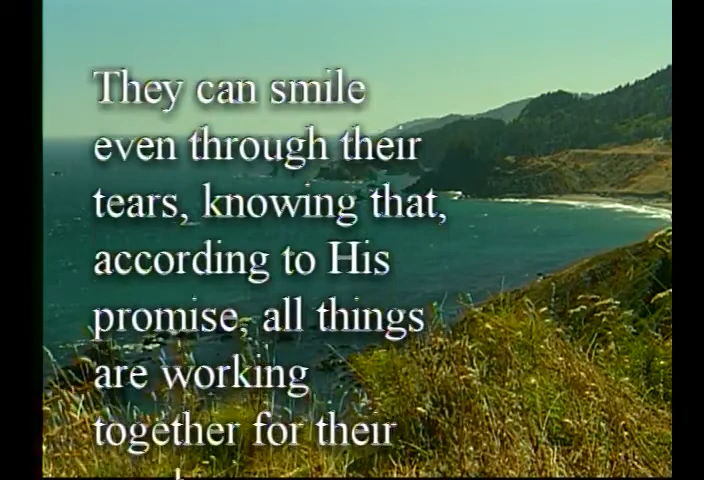 They can smile
even through their
tears, knowing that,
according to His
promise, all things
are working
together for their